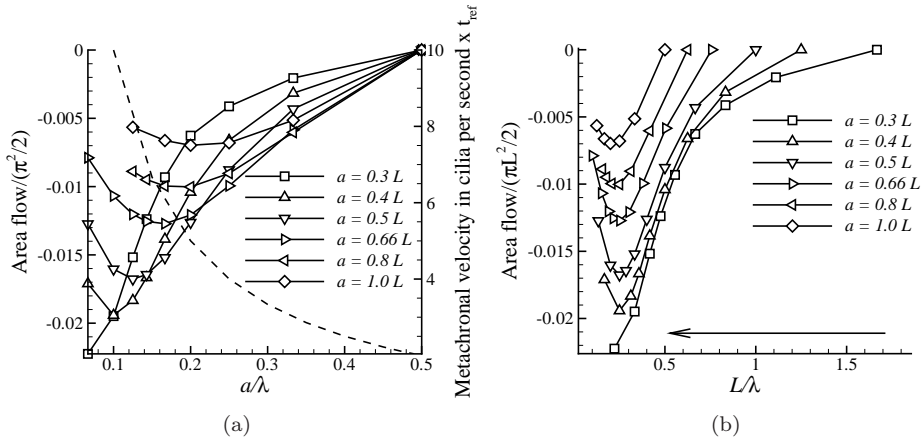 0
-0.005
-0.01
-0.015
-0.02
Area flow/(π²/2)
0.1
0.2
0.3
0.4
0.5
a/λ
10
8
6
4
Metachronal velocity in cilia per second x t_ref
a = 0.3 L
a = 0.4 L
a = 0.5 L
a = 0.66 L
a = 0.8 L
a = 1.0 L
(a)
0
-0.005
-0.01
-0.015
-0.02
Area flow/(πL²/2)
0.5
1
1.5
L/λ
a = 0.3 L
a = 0.4 L
a = 0.5 L
a = 0.66 L
a = 0.8 L
a = 1.0 L
(b)